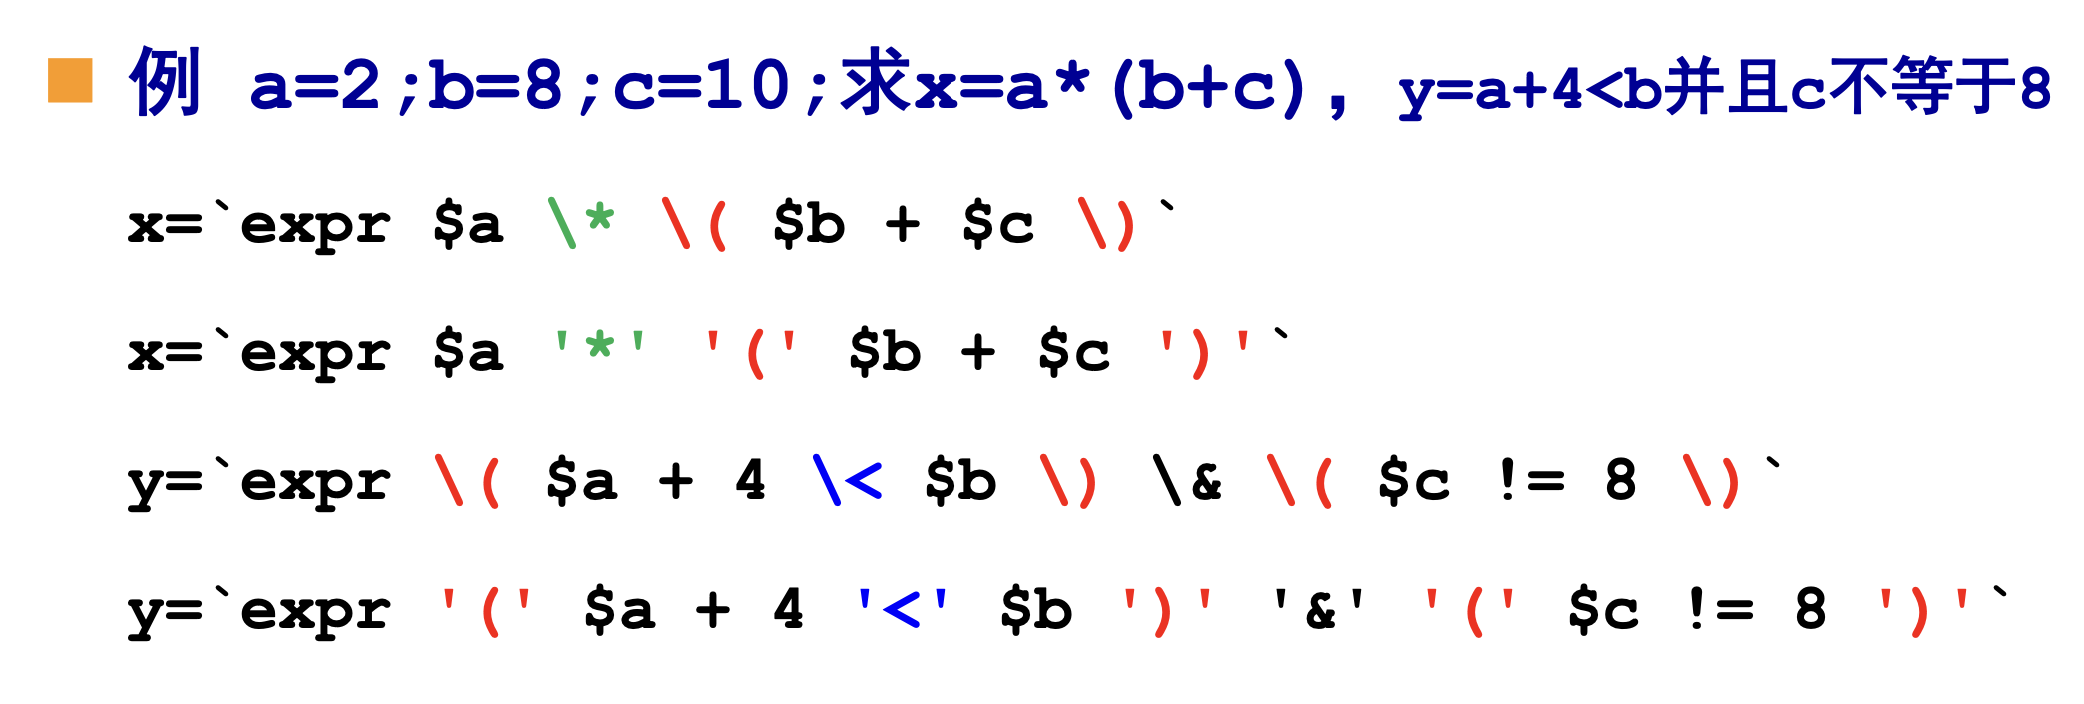 例 a=2;b=8;c=10;求x=a*(b+c)，y=a+4<b并且c不等于8
x=`expr $a \* \( $b + $c \)`
x=`expr $a '*' '(' $b + $c ')'`
y=`expr \( $a + 4 \< $b \) \& \( $c != 8 \)`
y=`expr '(' $a + 4 '<' $b ')' '&' '(' $c != 8 ')'`